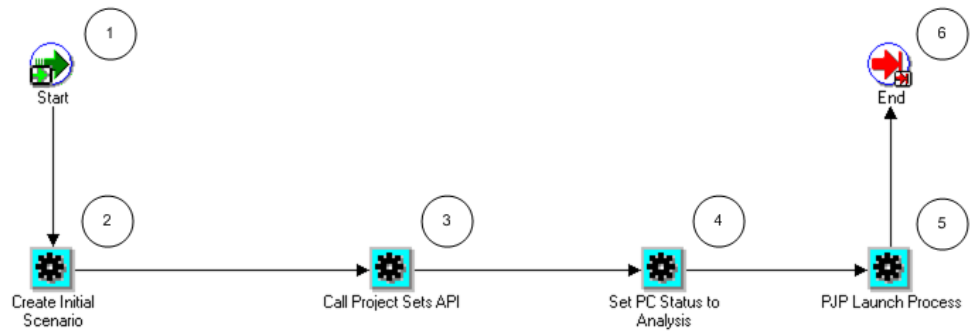 1
6
Start
End
2
3
4
5
Create Initial
Scenario
Call Project Sets API
Set PC Status to
Analysis
PJP Launch Process